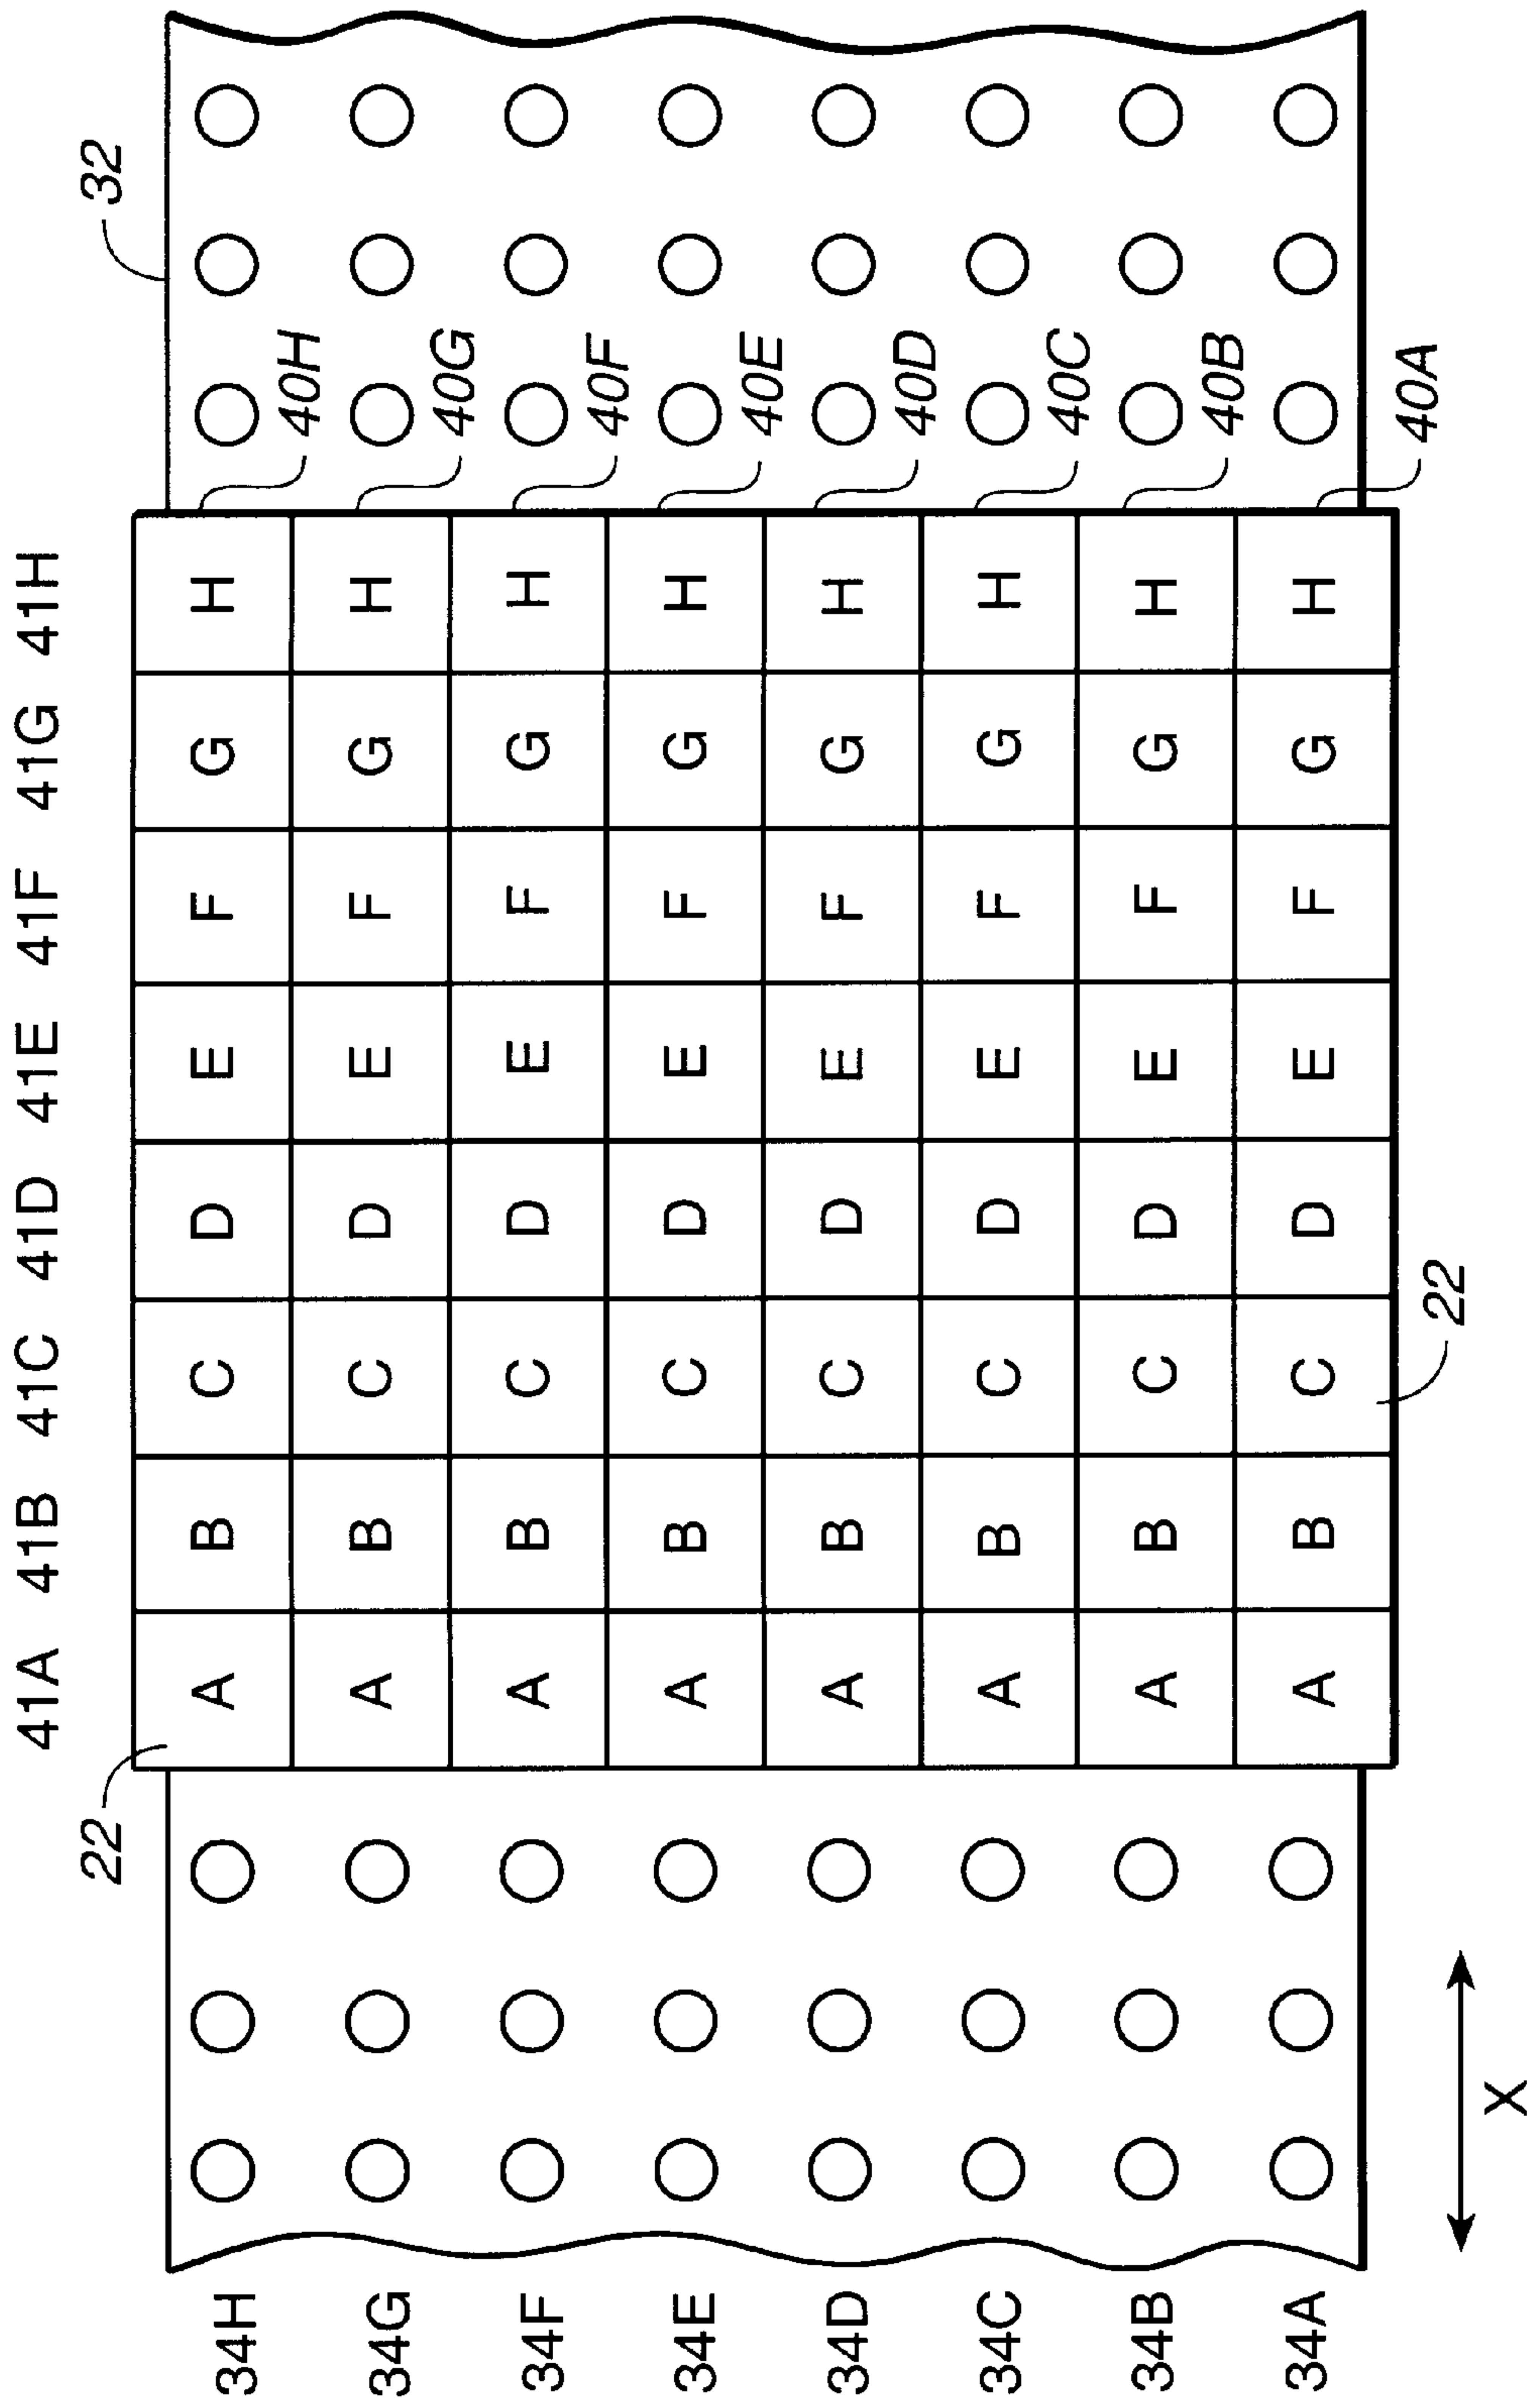 41A 41B 41C 41D 41E 41F 41G 41H
22 32
34H A B C D E F G H 40H
34G A B C D E F G H 40G
34F A B C D E F G H 40F
34E A B C D E F G H 40E
34D A B C D E F G H 40D
34C A B C D E F G H 40C
34B A B C D E F G H 40B
34A A B C D E F G H 40A
22
X